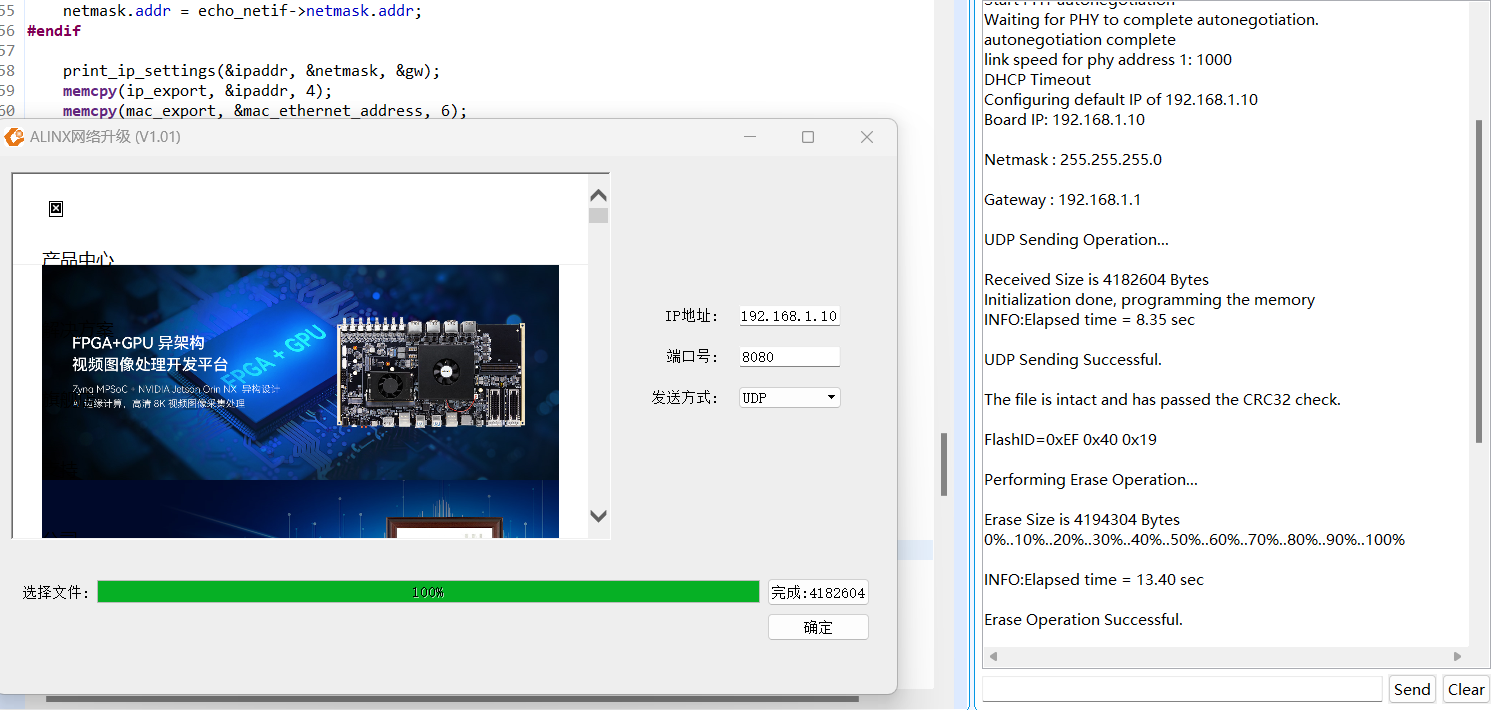 55 netmask.addr = echo_netif->netmask.addr;
56 #endif
57
58 print_ip_settings(&ipaddr, &netmask, &gw);
59 memcpy(ip_export, &ipaddr, 4);
60 memcpy(mac_export, &mac_ethernet_address, 6);
ALINX网络升级 (V1.01)
产品中心
FPGA+GPU 异架构
视频图像处理开发平台
Zynq MPSoC + NVIDIA Jetson Orin NX 异构设计
AI 边缘计算，高清 8K 视频图像采集处理
FPGA + GPU
IP地址： 192.168.1.10
端口号： 8080
发送方式： UDP
选择文件： 100% 完成:4182604
确定
Start PHY autonegotiation
Waiting for PHY to complete autonegotiation.
autonegotiation complete
link speed for phy address 1: 1000
DHCP Timeout
Configuring default IP of 192.168.1.10
Board IP: 192.168.1.10
Netmask : 255.255.255.0
Gateway : 192.168.1.1
UDP Sending Operation...
Received Size is 4182604 Bytes
Initialization done, programming the memory
INFO:Elapsed time = 8.35 sec
UDP Sending Successful.
The file is intact and has passed the CRC32 check.
FlashID=0xEF 0x40 0x19
Performing Erase Operation...
Erase Size is 4194304 Bytes
0%..10%..20%..30%..40%..50%..60%..70%..80%..90%..100%
INFO:Elapsed time = 13.40 sec
Erase Operation Successful.
Send Clear